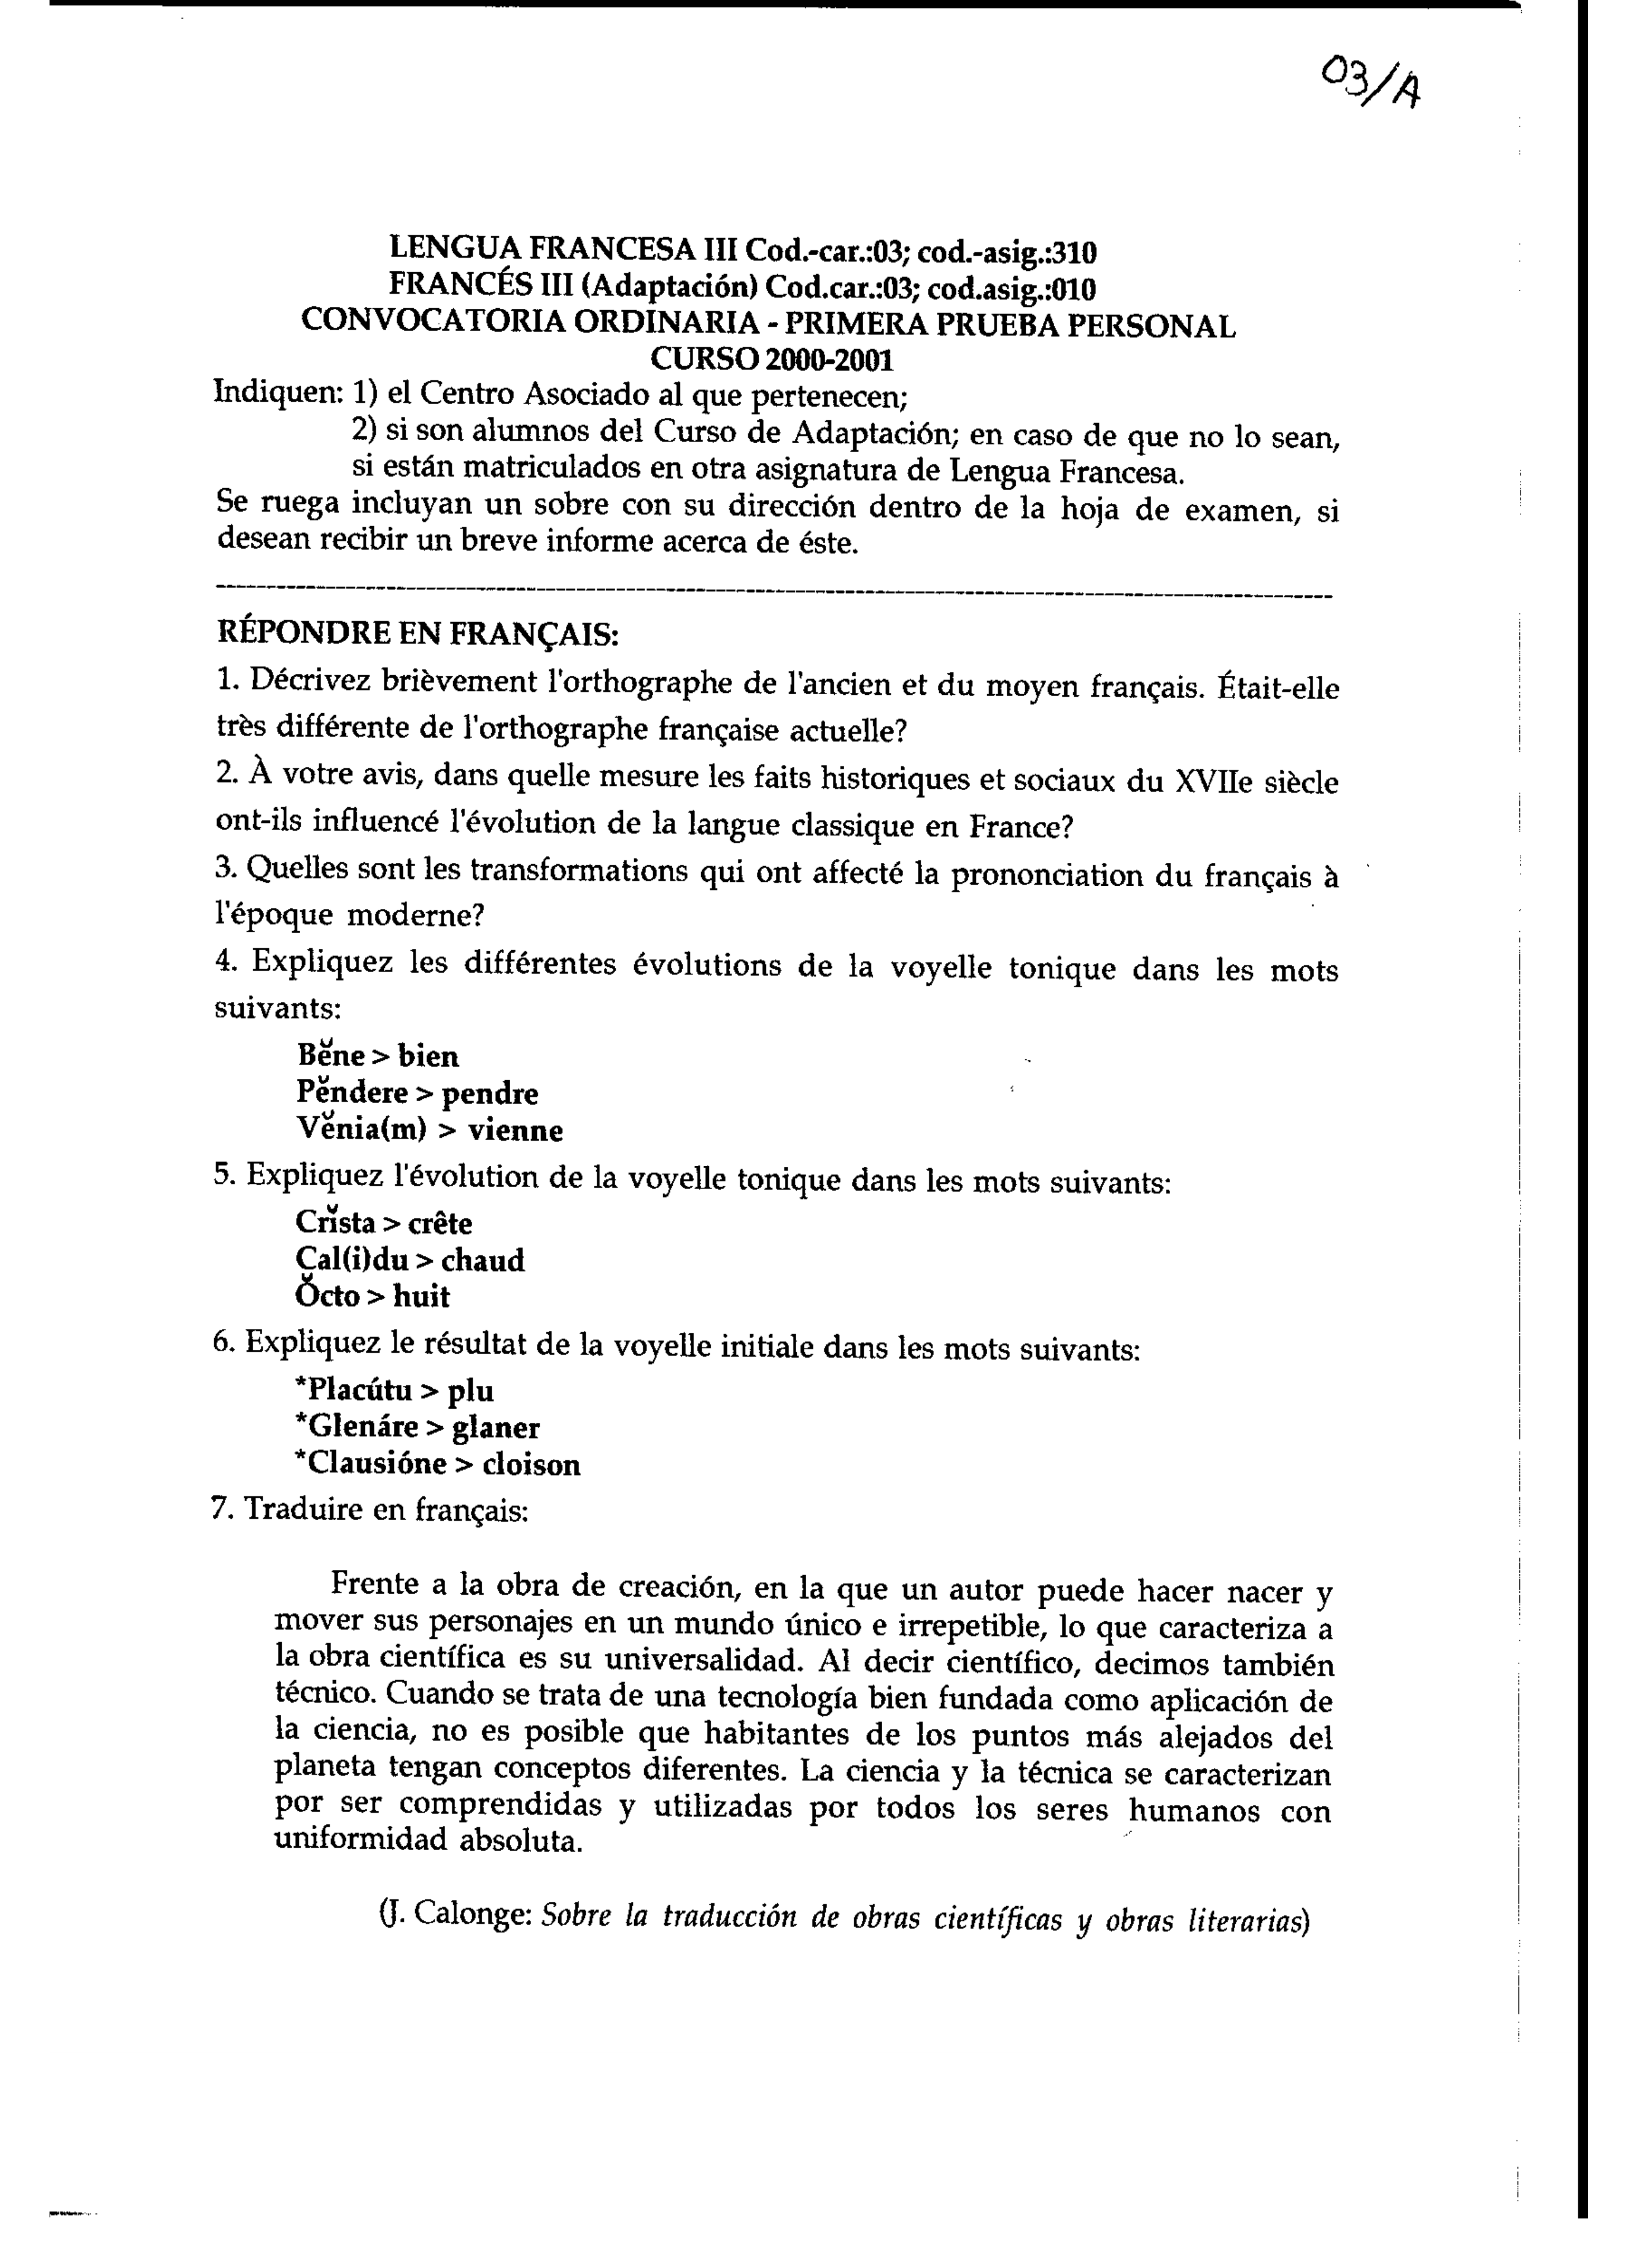 03/A
LENGUA FRANCESA III Cod.-car.:03; cod.-asig.:310
FRANCÉS III (Adaptación) Cod.car.:03; cod.asig.:010
CONVOCATORIA ORDINARIA - PRIMERA PRUEBA PERSONAL
CURSO 2000-2001
Indiquen: 1) el Centro Asociado al que pertenecen;
2) si son alumnos del Curso de Adaptación; en caso de que no lo sean,
si están matriculados en otra asignatura de Lengua Francesa.
Se ruega incluyan un sobre con su dirección dentro de la hoja de examen, si
desean recibir un breve informe acerca de éste.
RÉPONDRE EN FRANÇAIS:
1. Décrivez brièvement l'orthographe de l'ancien et du moyen français. Était-elle
très différente de l'orthographe française actuelle?
2. À votre avis, dans quelle mesure les faits historiques et sociaux du XVIIe siècle
ont-ils influencé l'évolution de la langue classique en France?
3. Quelles sont les transformations qui ont affecté la prononciation du français à
l'époque moderne?
4. Expliquez les différentes évolutions de la voyelle tonique dans les mots
suivants:
Bĕne > bien
Pĕndere > pendre
Vĕnia(m) > vienne
5. Expliquez l'évolution de la voyelle tonique dans les mots suivants:
Crĭsta > crête
Cal(i)du > chaud
Ŏcto > huit
6. Expliquez le résultat de la voyelle initiale dans les mots suivants:
*Placútu > plu
*Glenáre > glaner
*Clausióne > cloison
7. Traduire en français:
Frente a la obra de creación, en la que un autor puede hacer nacer y
mover sus personajes en un mundo único e irrepetible, lo que caracteriza a
la obra científica es su universalidad. Al decir científico, decimos también
técnico. Cuando se trata de una tecnología bien fundada como aplicación de
la ciencia, no es posible que habitantes de los puntos más alejados del
planeta tengan conceptos diferentes. La ciencia y la técnica se caracterizan
por ser comprendidas y utilizadas por todos los seres humanos con
uniformidad absoluta.
(J. Calonge: Sobre la traducción de obras científicas y obras literarias)